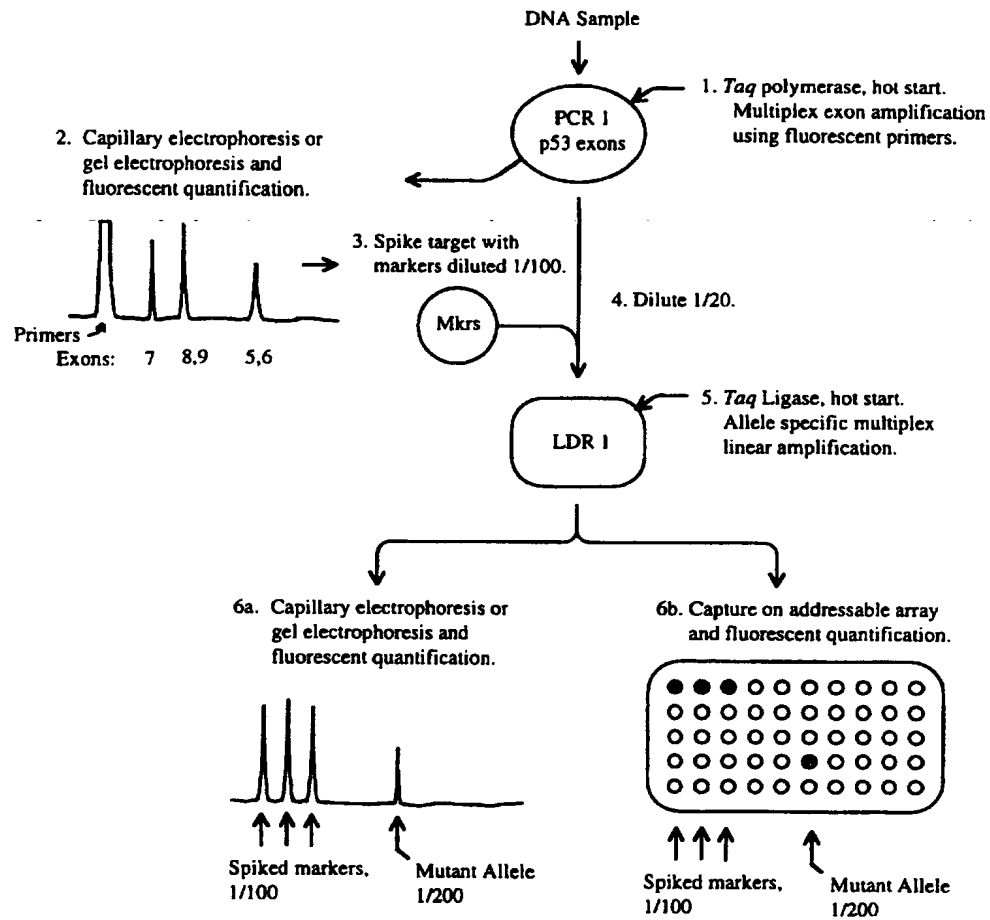 DNA Sample
PCR 1
p53 exons
1. Taq polymerase, hot start.
Multiplex exon amplification
using fluorescent primers.
2. Capillary electrophoresis or
gel electrophoresis and
fluorescent quantification.
Primers
Exons: 7 8,9 5,6
3. Spike target with
markers diluted 1/100.
Mkrs
4. Dilute 1/20.
LDR 1
5. Taq Ligase, hot start.
Allele specific multiplex
linear amplification.
6a. Capillary electrophoresis or
gel electrophoresis and
fluorescent quantification.
Spiked markers,
1/100
Mutant Allele
1/200
6b. Capture on addressable array
and fluorescent quantification.
Spiked markers,
1/100
Mutant Allele
1/200